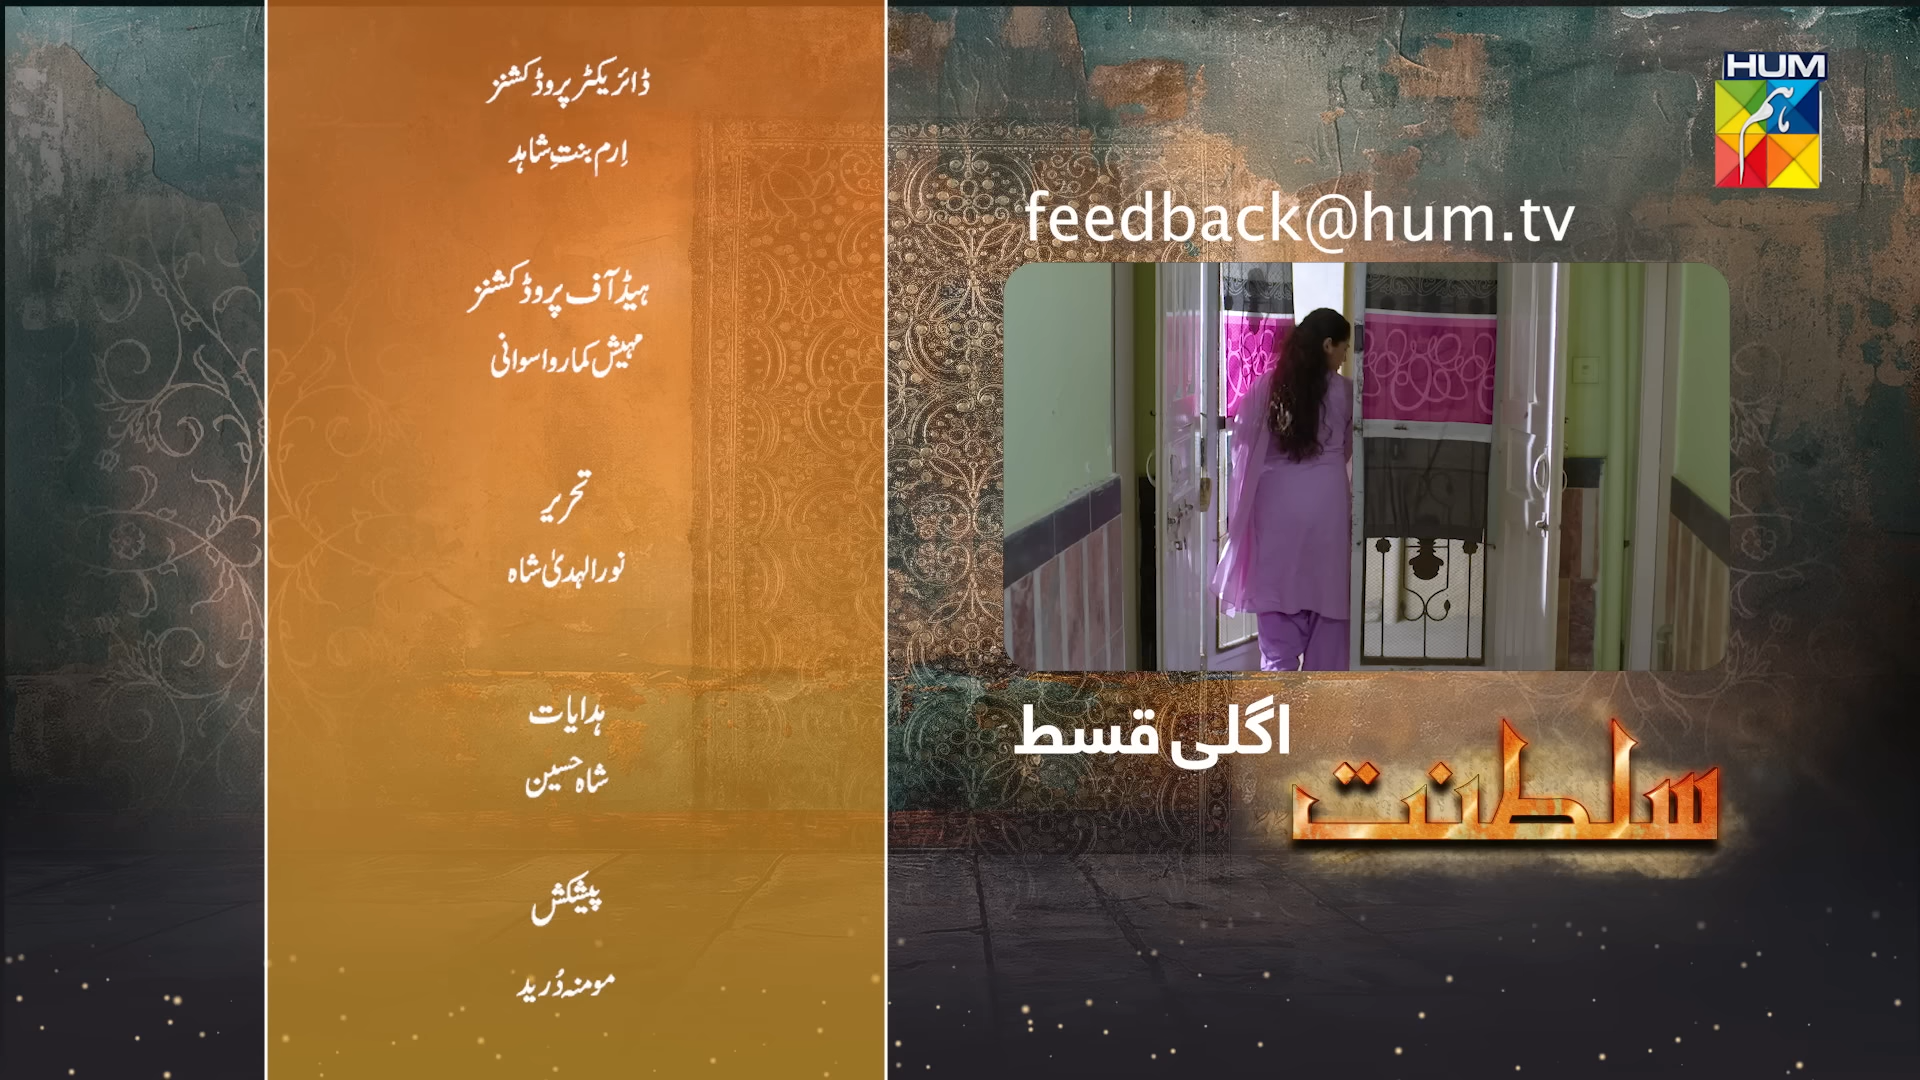 ڈائریکٹر پروڈکشنز
اِرم بنتِ شاہد
ہیڈ آف پروڈکشنز
مہیش کمار واسوانی
تحریر
نورالہدیٰ شاہ
ہدایات
شاہ حسین
پیشکش
مومنہ دُرید
HUM
ہم
feedback@hum.tv
اگلی قسط
سلطنت